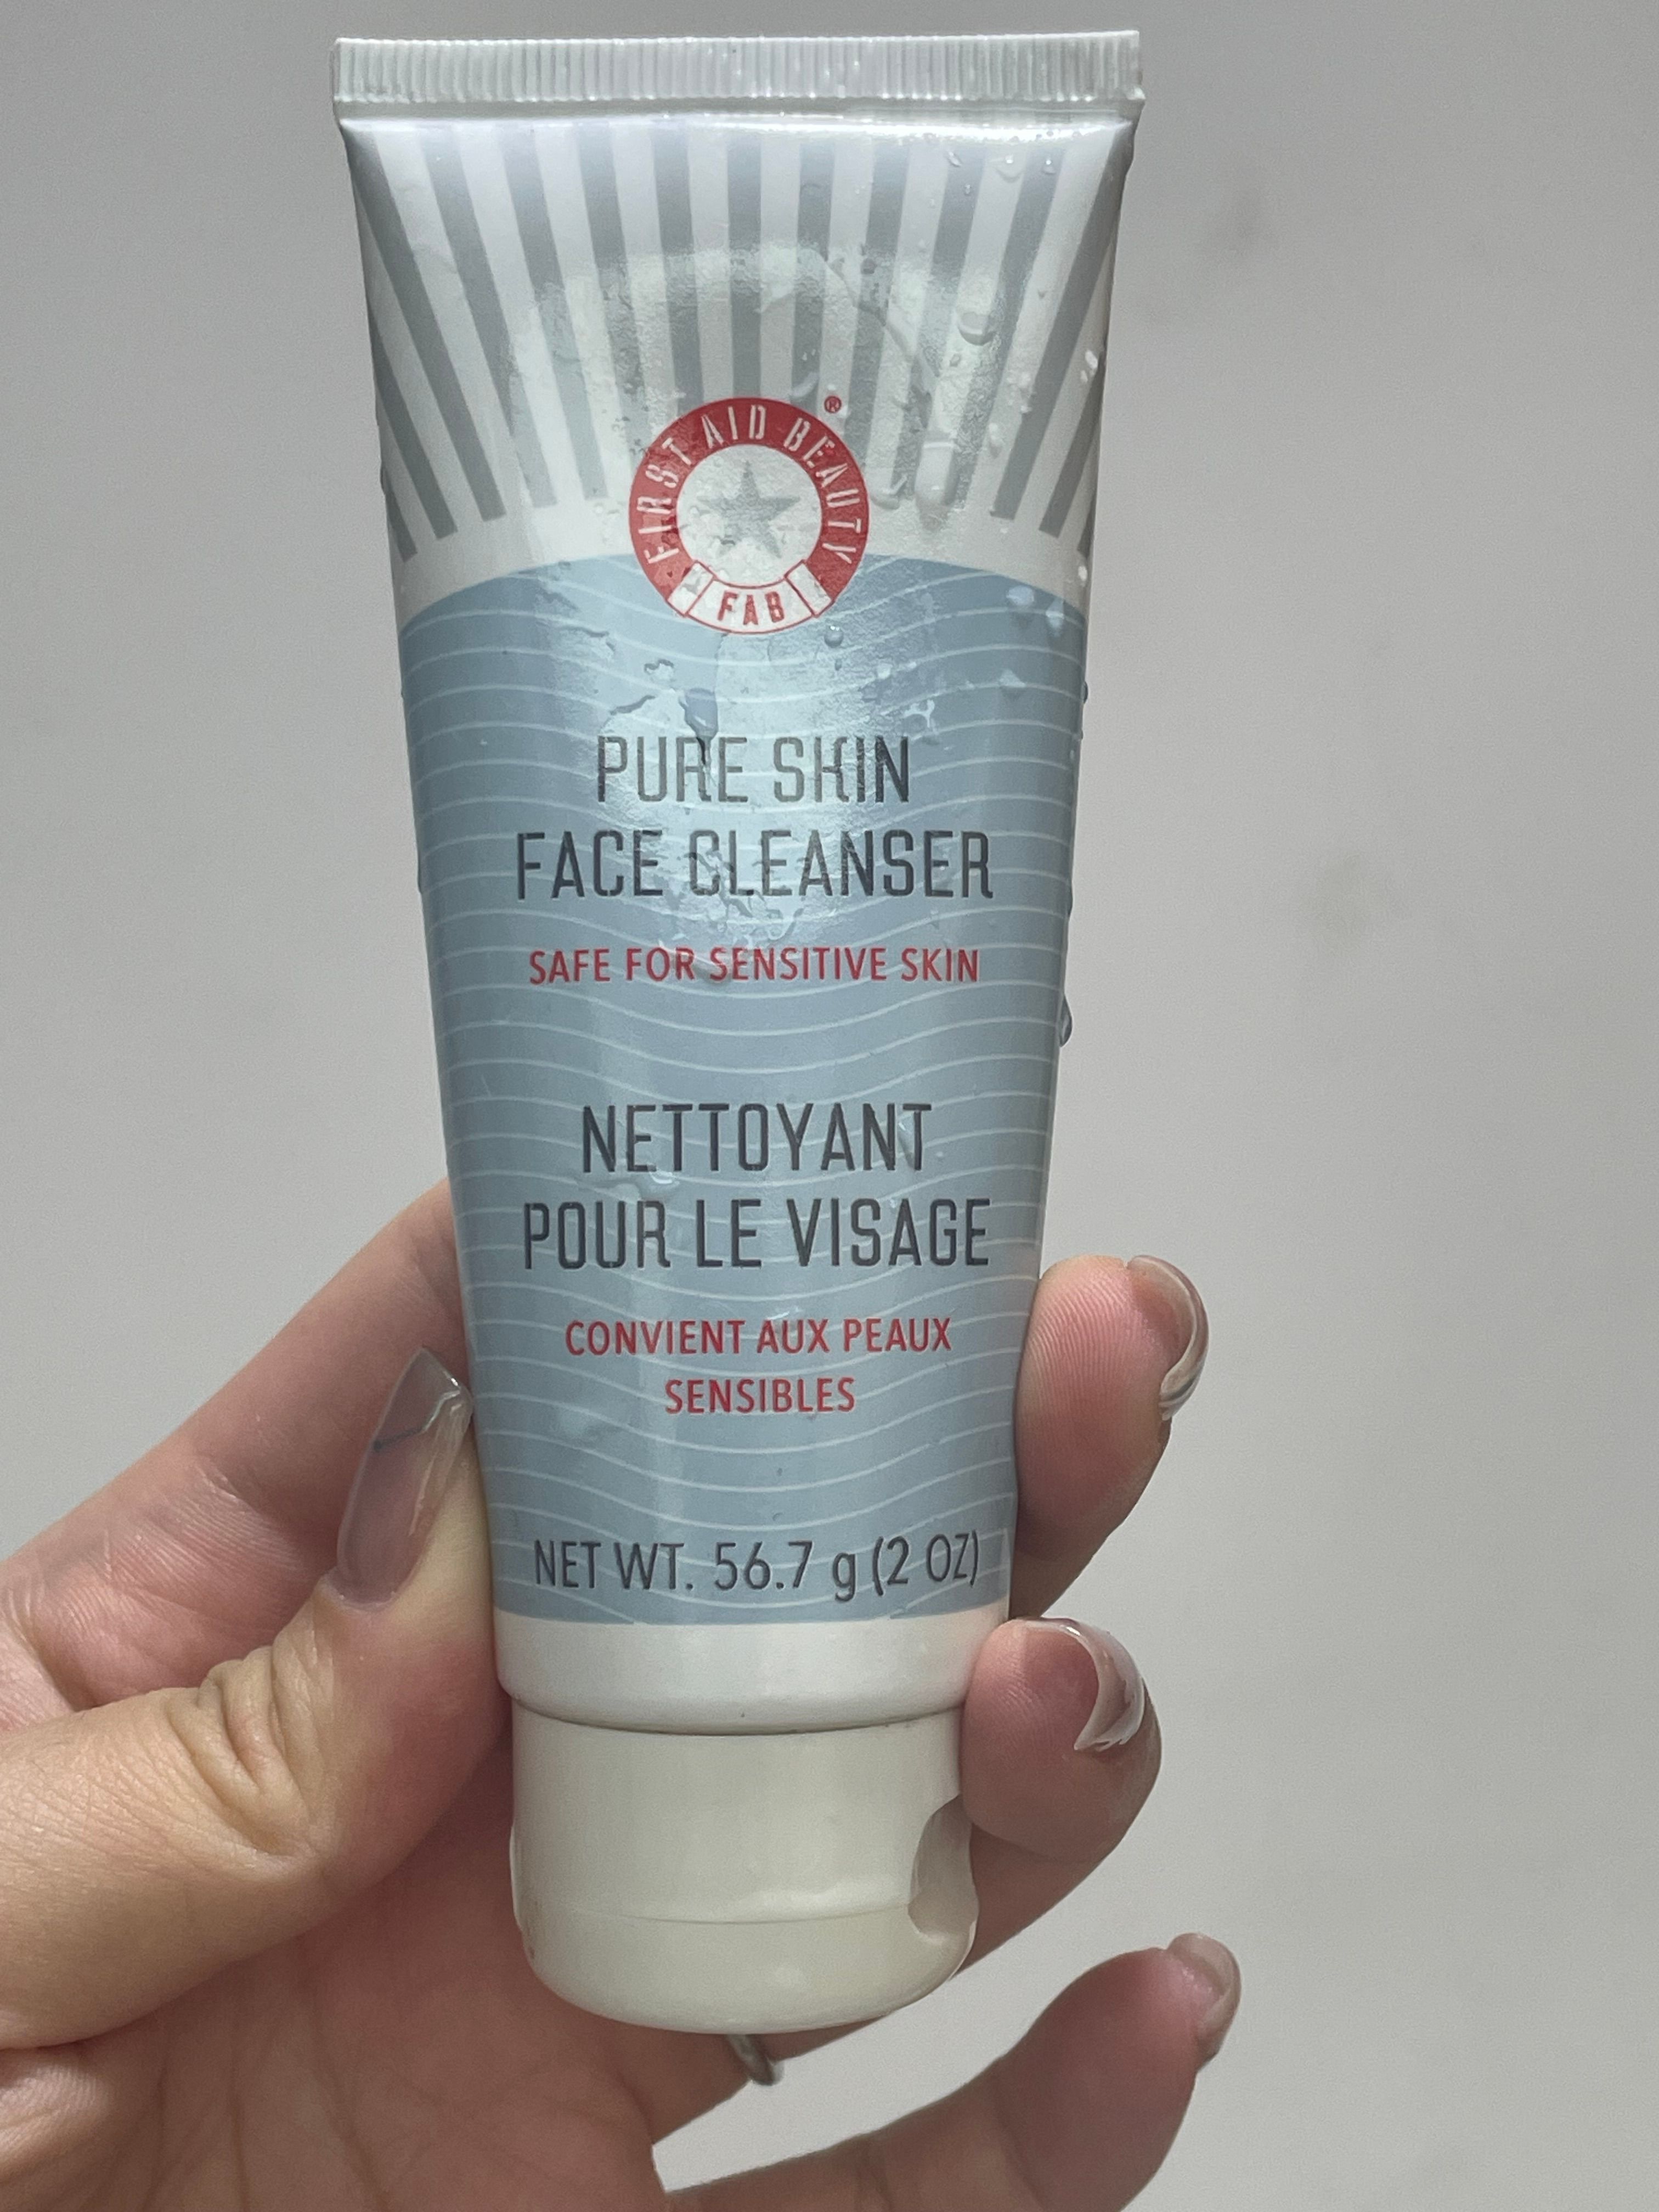 FIRST AID BEAUTY®
FAB
PURE SKIN
FACE CLEANSER
SAFE FOR SENSITIVE SKIN
NETTOYANT
POUR LE VISAGE
CONVIENT AUX PEAUX
SENSIBLES
NET WT. 56.7 g (2 OZ)